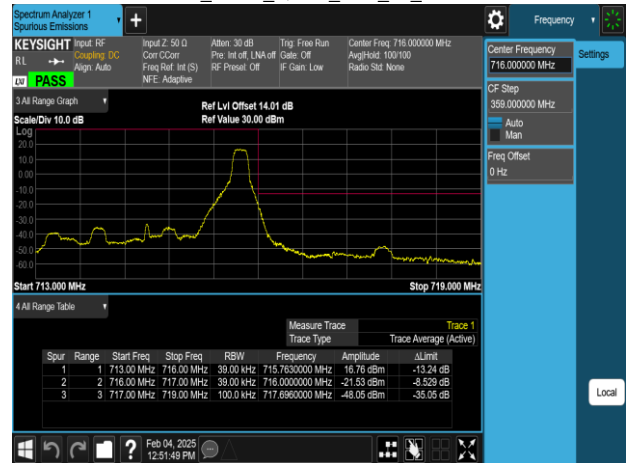 Spectrum Analyzer 1
Spurious Emissions
Frequency
KEYSIGHT
RL
LXI
PASS
Input: RF
Coupling: DC
Align: Auto
Input Z: 50 Ω
Corr CCorr
Freq Ref: Int (S)
NFE: Adaptive
Atten: 30 dB
Pre: Int off, LNA off
RF Presel: Off
Trig: Free Run
Gate: Off
IF Gain: Low
Center Freq: 716.000000 MHz
Avg|Hold: 100/100
Radio Std: None
Center Frequency
716.000000 MHz
Settings
CF Step
359.000000 MHz
Auto
Man
Freq Offset
0 Hz
3 All Range Graph
Scale/Div 10.0 dB
Ref Lvl Offset 14.01 dB
Ref Value 30.00 dBm
Log
20.0
10.0
0.00
-10.0
-20.0
-30.0
-40.0
-50.0
-60.0
Start 713.000 MHz
Stop 719.000 MHz
4 All Range Table
Measure Trace Trace 1
Trace Type Trace Average (Active)
Spur Range Start Freq Stop Freq RBW Frequency Amplitude ΔLimit
1 1 713.00 MHz 716.00 MHz 39.00 kHz 715.7630000 MHz 16.76 dBm -13.24 dB
2 2 716.00 MHz 717.00 MHz 39.00 kHz 716.0000000 MHz -21.53 dBm -8.529 dB
3 3 717.00 MHz 719.00 MHz 100.0 kHz 717.6960000 MHz -48.05 dBm -35.05 dB
Local
Feb 04, 2025
12:51:49 PM